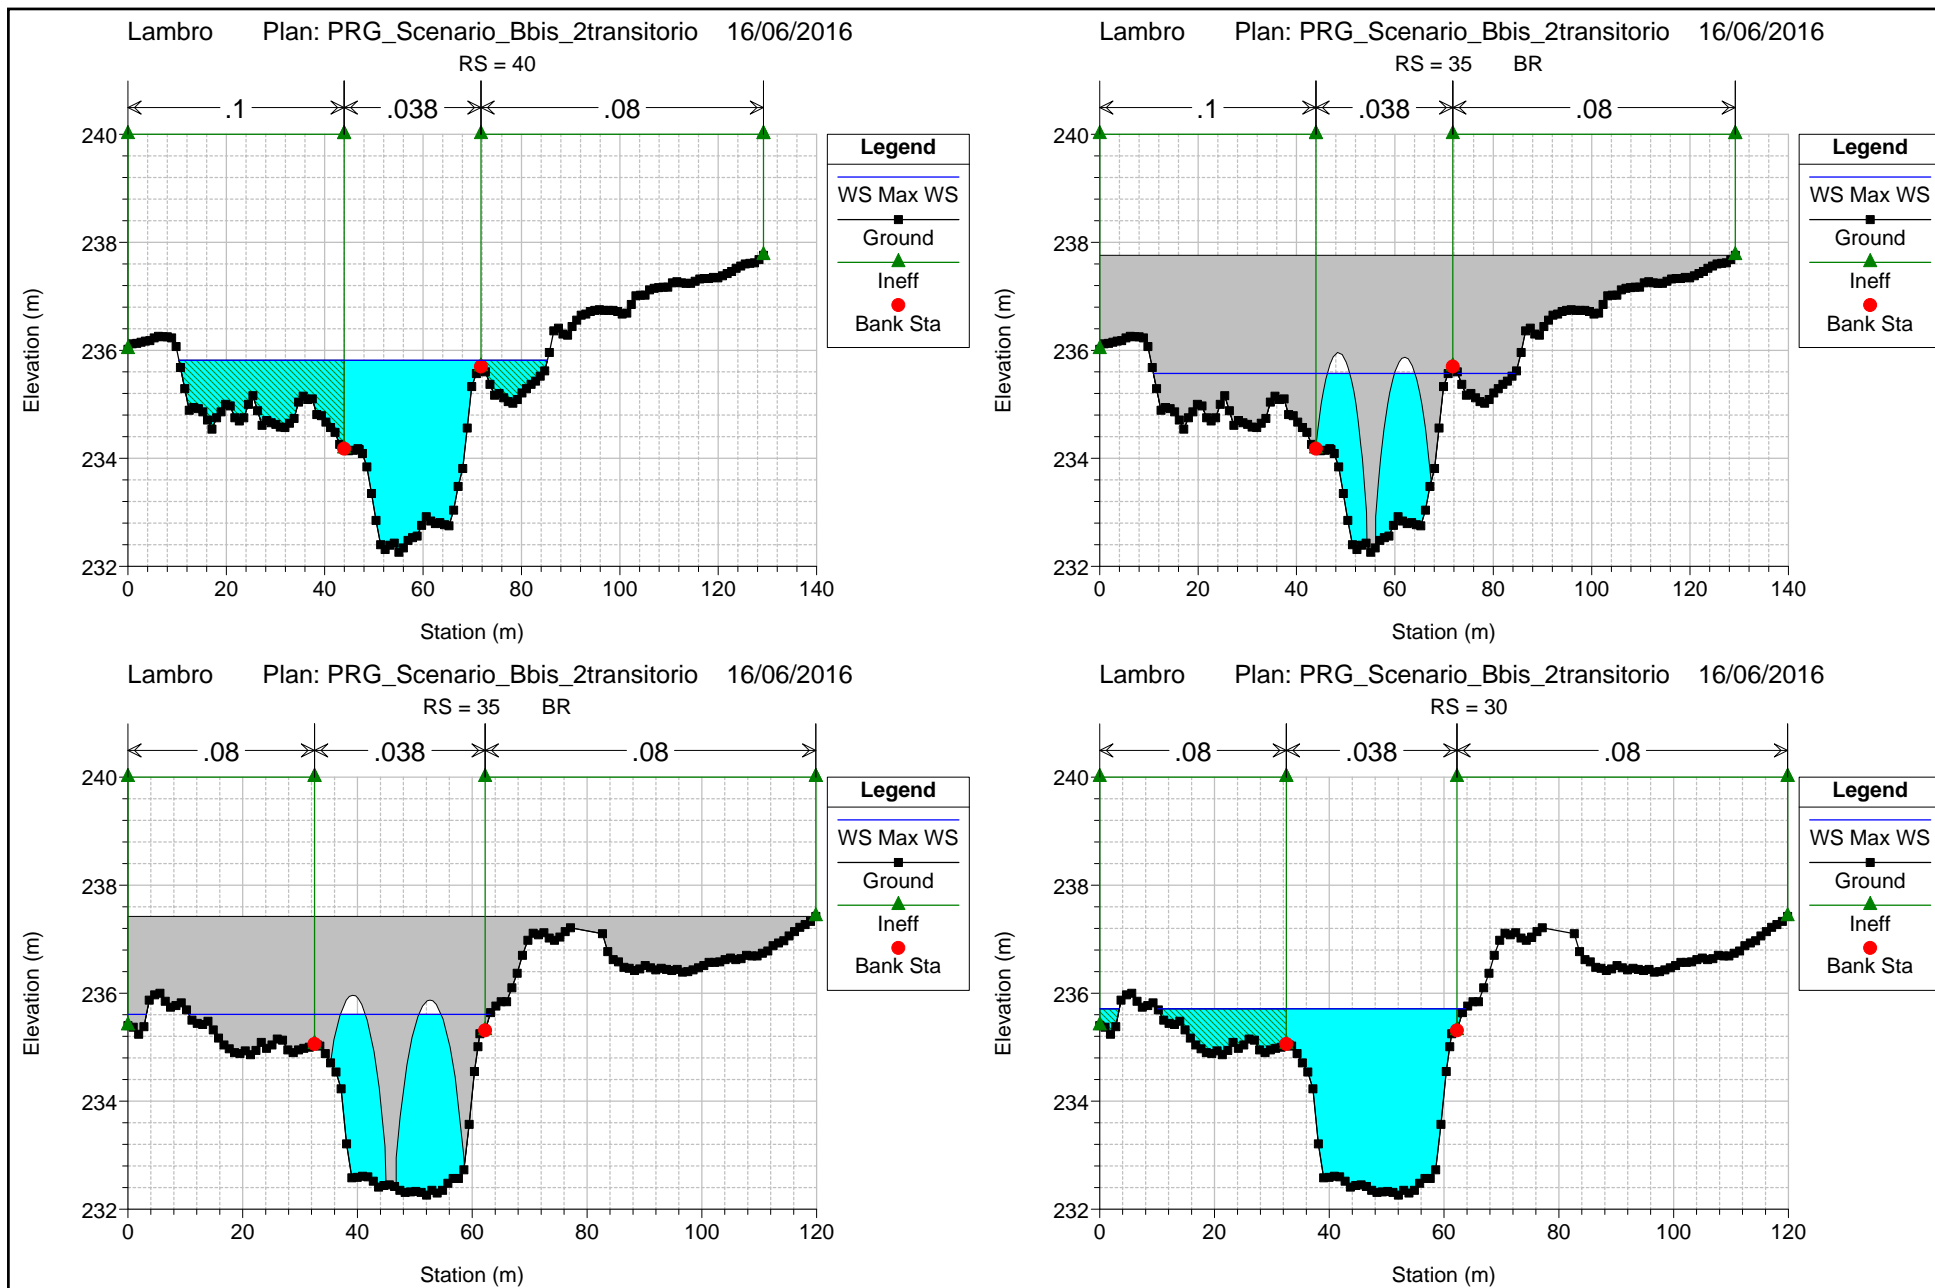 Lambro Plan: PRG_Scenario_Bbis_2transitorio 16/06/2016
RS = 40
.1 .038 .08
240
238
236
234
232
Elevation (m)
0 20 40 60 80 100 120 140
Station (m)
Legend
WS Max WS
Ground
Ineff
Bank Sta
Lambro Plan: PRG_Scenario_Bbis_2transitorio 16/06/2016
RS = 35 BR
.1 .038 .08
240
238
236
234
232
Elevation (m)
0 20 40 60 80 100 120 140
Station (m)
Legend
WS Max WS
Ground
Ineff
Bank Sta
Lambro Plan: PRG_Scenario_Bbis_2transitorio 16/06/2016
RS = 35 BR
.08 .038 .08
240
238
236
234
232
Elevation (m)
0 20 40 60 80 100 120
Station (m)
Legend
WS Max WS
Ground
Ineff
Bank Sta
Lambro Plan: PRG_Scenario_Bbis_2transitorio 16/06/2016
RS = 30
.08 .038 .08
240
238
236
234
232
Elevation (m)
0 20 40 60 80 100 120
Station (m)
Legend
WS Max WS
Ground
Ineff
Bank Sta